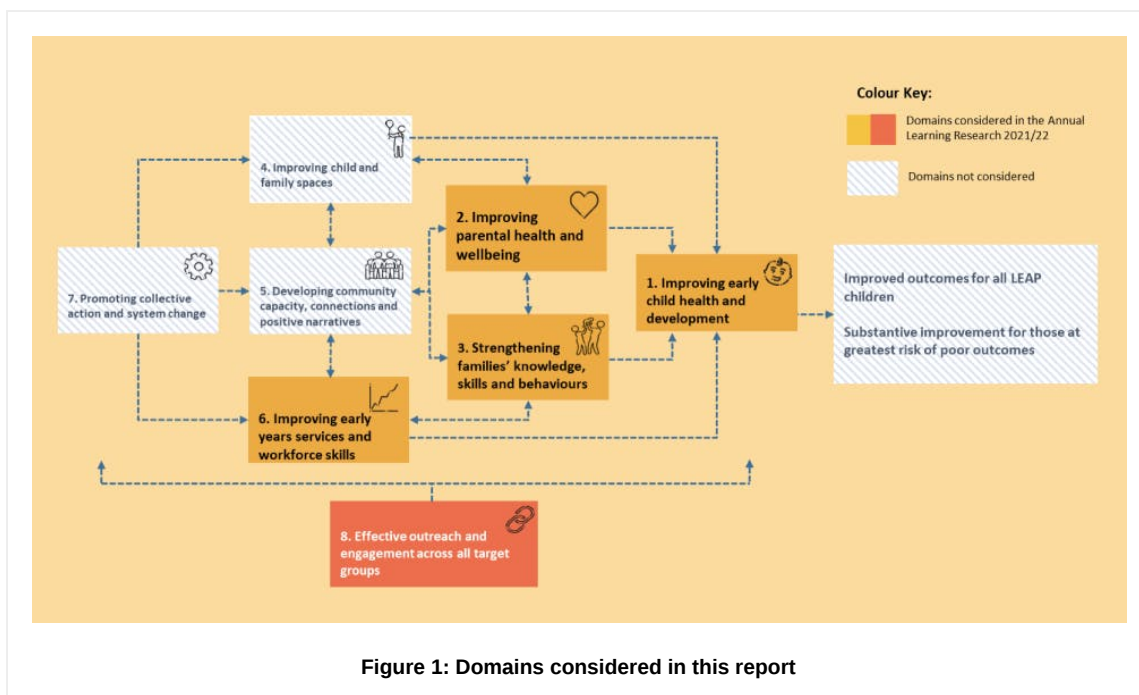 Colour Key:
Domains considered in the Annual
Learning Research 2021/22
Domains not considered
4. Improving child and
family spaces
2. Improving
parental health and
wellbeing
7. Promoting collective
action and system change
5. Developing community
capacity, connections and
positive narratives
1. Improving early
child health and
development
Improved outcomes for all LEAP
children
Substantive improvement for those at
greatest risk of poor outcomes
3. Strengthening
families' knowledge,
skills and behaviours
6. Improving early
years services and
workforce skills
8. Effective outreach and
engagement across all target
groups
Figure 1: Domains considered in this report